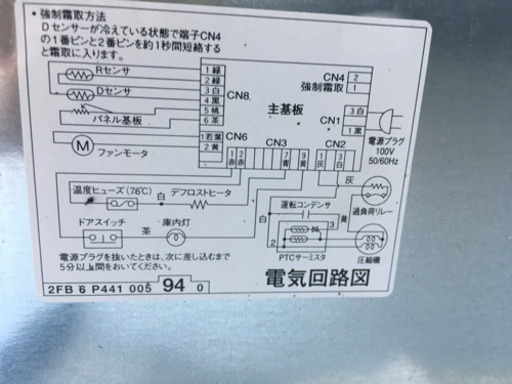 ・強制霜取方法
Dセンサーが冷えている状態で端子CN4
の1番ピンと2番ピンを約1秒間短絡する
と霜取に入ります。
Rセンサ
Dセンサ
パネル基板
ファンモータ
M
1 緑
2 緑
3 白
4 黒
5 桃
6 茶
CN8
1 若葉
2 黄
CN6
主基板
CN4
強制霜取
2
1
CN1
3 白
1 黒
電源プラグ
100V
50/60Hz
CN3
CN2
1 赤
2 赤
7 黄
9 黄
1 灰
3 白
温度ヒューズ(76℃)
白
デフロストヒータ
ドアスイッチ
茶
庫内灯
灰
過負荷リレー
運転コンデンサ
白
黄
2
3
PTCサーミスタ
圧縮機
電源プラグを抜いたときは、次に差し込むまで
5分以上間をおいてください。
電気回路図
2FB 6 P441 005 94 0